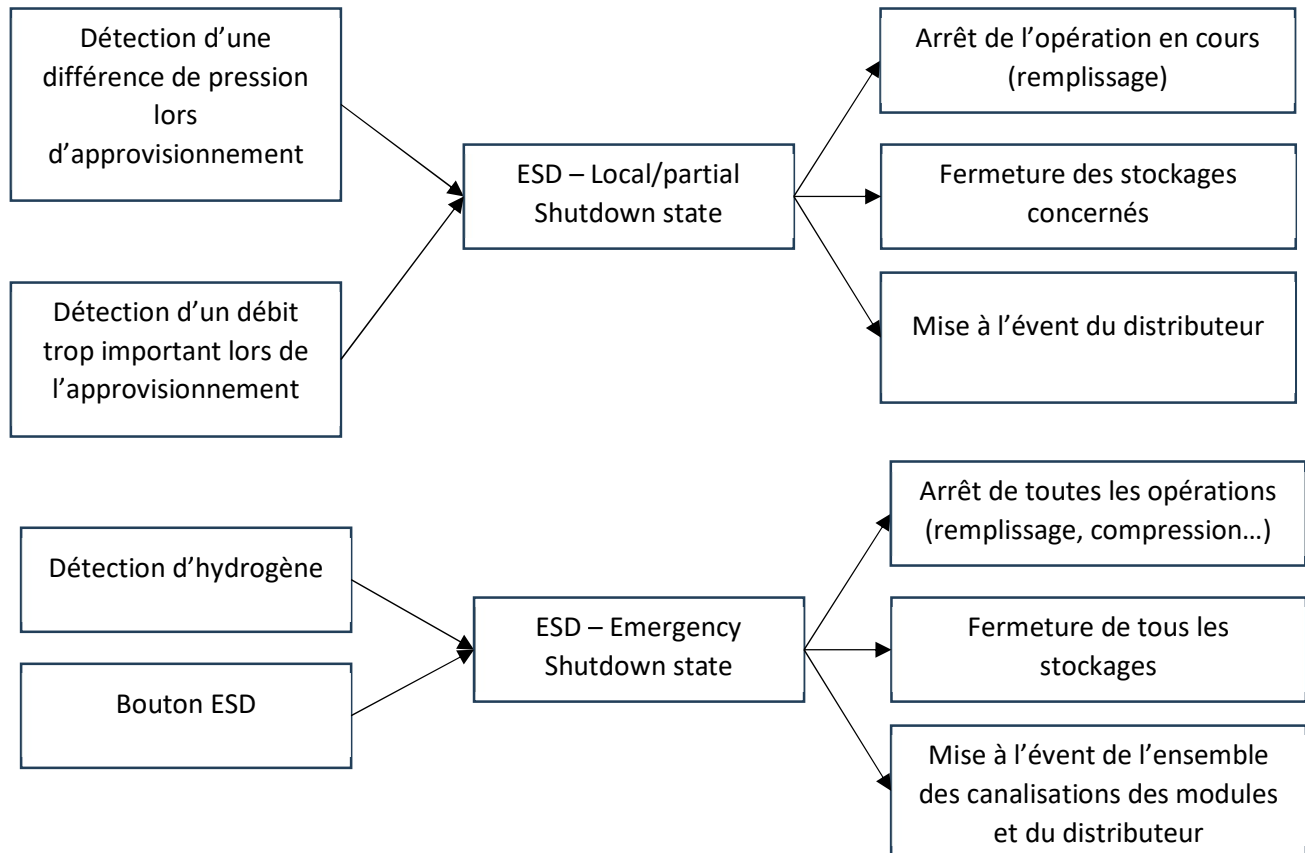 Détection d’une
différence de pression
lors
d’approvisionnement
Détection d’un débit
trop important lors de
l’approvisionnement
ESD – Local/partial
Shutdown state
Arrêt de l’opération en cours
(remplissage)
Fermeture des stockages
concernés
Mise à l’évent du distributeur
Détection d’hydrogène
Bouton ESD
ESD – Emergency
Shutdown state
Arrêt de toutes les opérations
(remplissage, compression…)
Fermeture de tous les
stockages
Mise à l’évent de l’ensemble
des canalisations des modules
et du distributeur